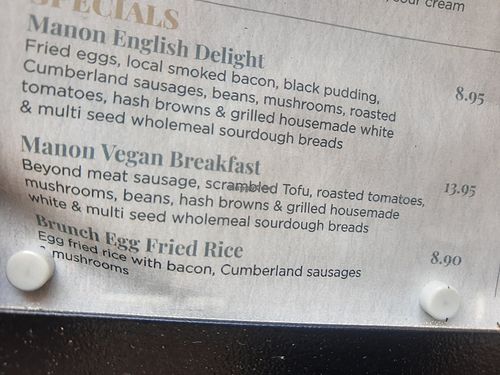 our cream
SPECIALS
Manon English Delight
Fried eggs, local smoked bacon, black pudding, 8.95
Cumberland sausages, beans, mushrooms, roasted
tomatoes, hash browns & grilled housemade white
& multi seed wholemeal sourdough breads
Manon Vegan Breakfast
Beyond meat sausage, scrambled Tofu, roasted tomatoes, 13.95
mushrooms, beans, hash browns & grilled housemade
white & multi seed wholemeal sourdough breads
Brunch Egg Fried Rice 8.90
Egg fried rice with bacon, Cumberland sausages
mushrooms